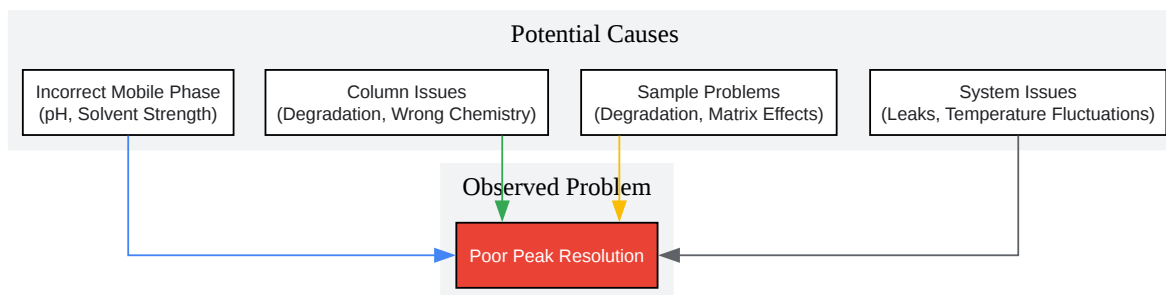 Potential Causes
Incorrect Mobile Phase
(pH, Solvent Strength)
Column Issues
(Degradation, Wrong Chemistry)
Sample Problems
(Degradation, Matrix Effects)
System Issues
(Leaks, Temperature Fluctuations)
Observed Problem
Poor Peak Resolution